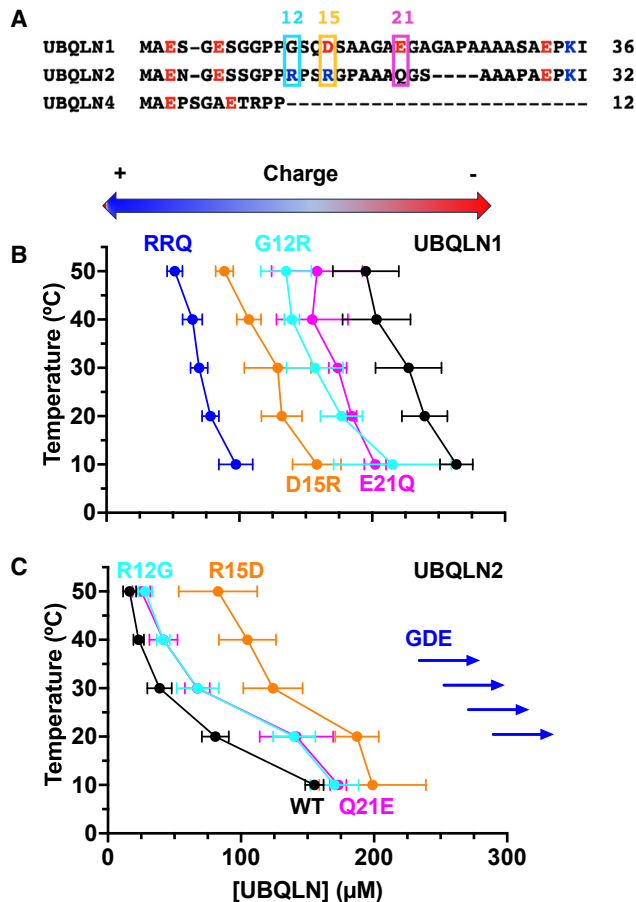 A
12 15 21
UBQLN1 MAES-GESGGPPGSQDSAAGAEGAGAPAAAASAEPKI 36
UBQLN2 MAEN-GESSGPPRPSRGPAAAQGS----AAAPAEPKI 32
UBQLN4 MAEPSGAETRPP------------------------- 12
+ Charge -
B
RRQ G12R UBQLN1
50
40
30
20
10
0
Temperature (ºC)
D15R E21Q
C
R12G R15D UBQLN2
GDE
50
40
30
20
10
0
Temperature (ºC)
WT Q21E
0 100 200 300
[UBQLN] (µM)